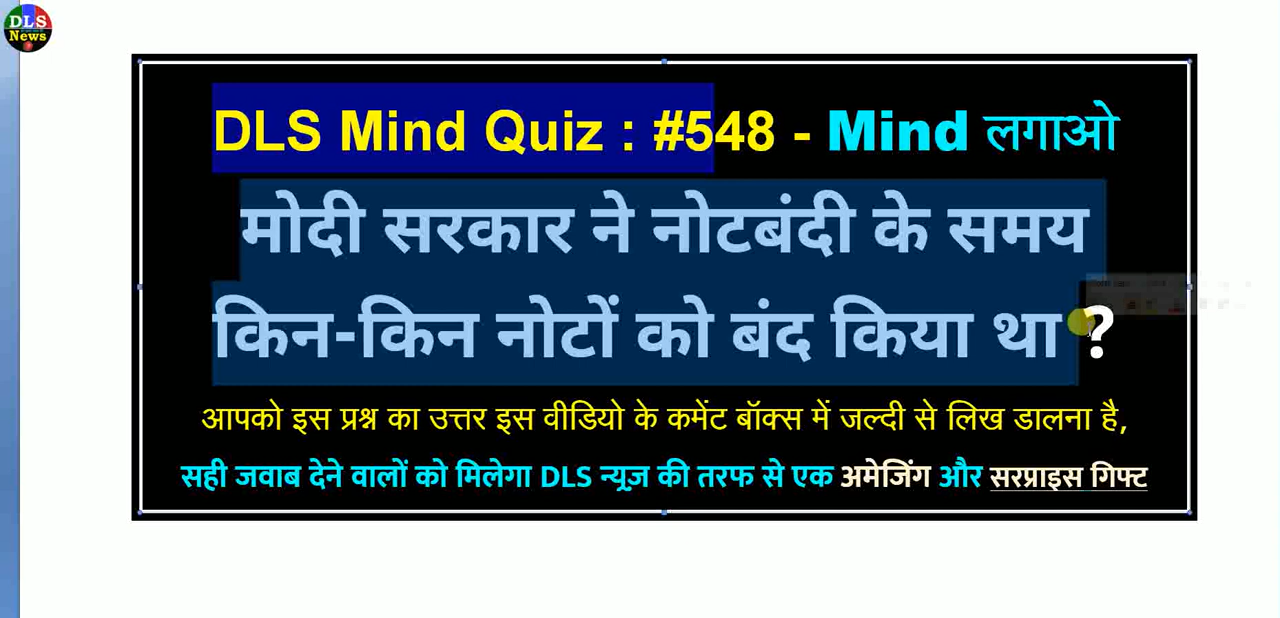 DLS
News
DLS Mind Quiz : #548 - Mind लगाओ
मोदी सरकार ने नोटबंदी के समय
किन-किन नोटों को बंद किया था ?
आपको इस प्रश्न का उत्तर इस वीडियो के कमेंट बॉक्स में जल्दी से लिख डालना है,
सही जवाब देने वालों को मिलेगा DLS न्यूज़ की तरफ से एक अमेजिंग और सरप्राइस गिफ्ट